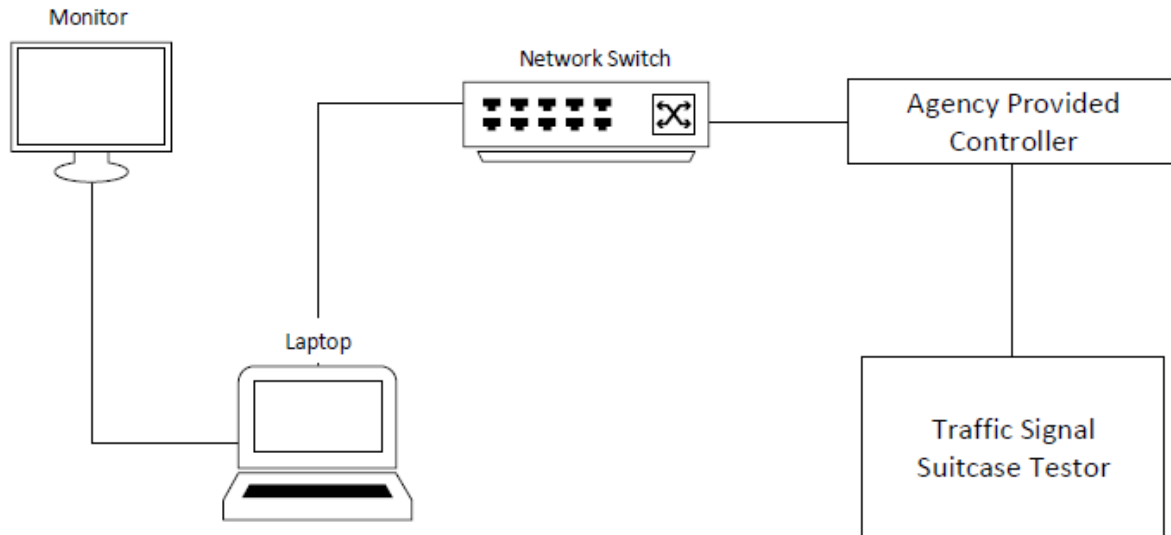 Monitor
Network Switch
Agency Provided
Controller
Laptop
Traffic Signal
Suitcase Testor